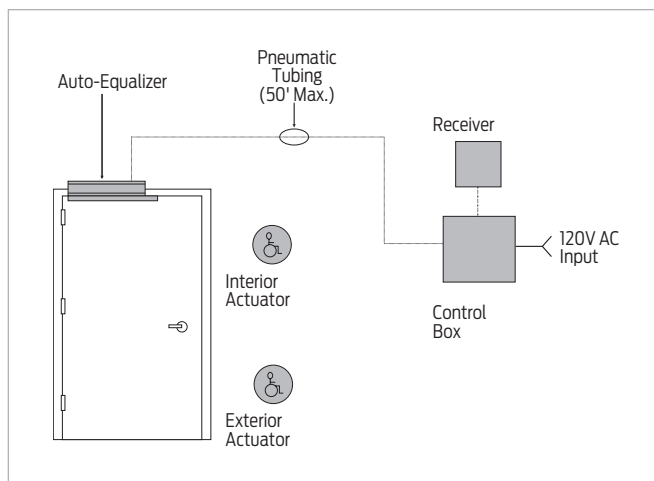 Auto-Equalizer
Pneumatic
Tubing
(50' Max.)
Receiver
120V AC
Input
Interior
Actuator
Control
Box
Exterior
Actuator